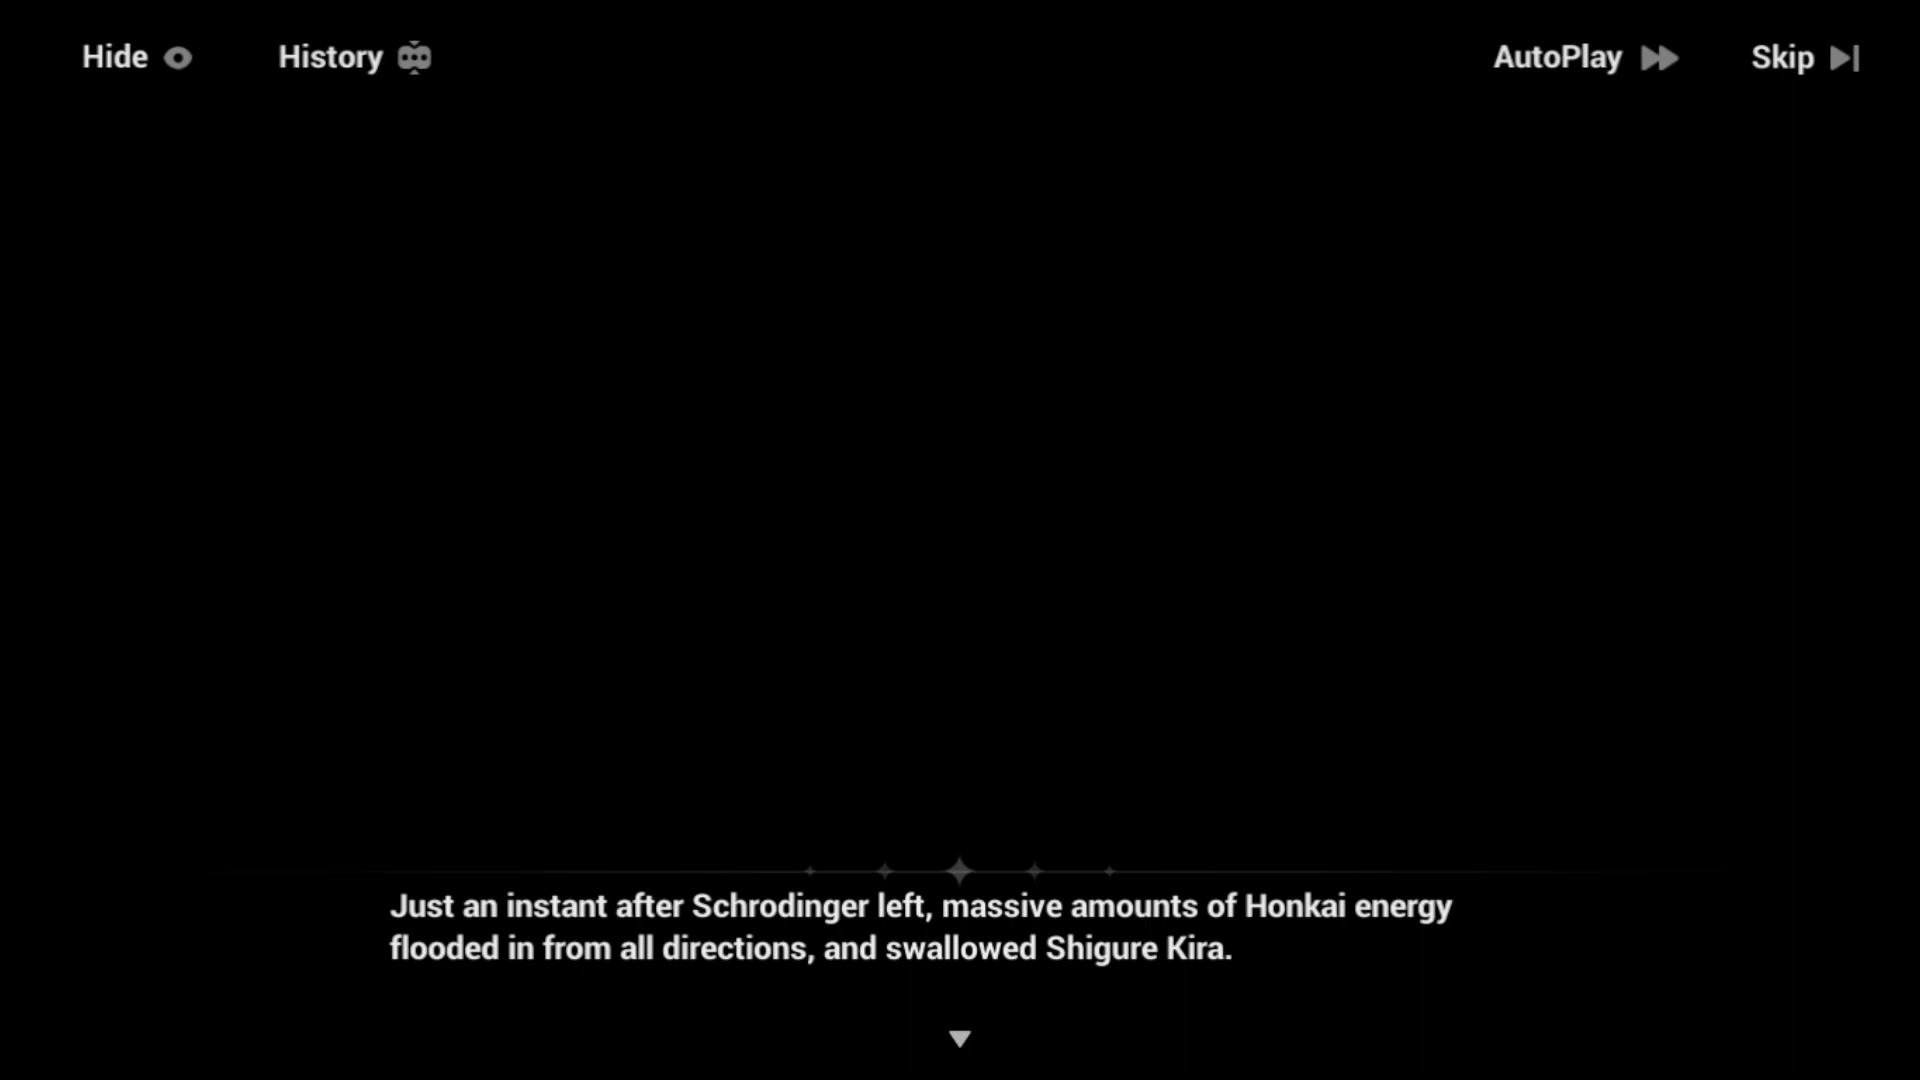 Hide
History
AutoPlay
Skip
Just an instant after Schrodinger left, massive amounts of Honkai energy
flooded in from all directions, and swallowed Shigure Kira.